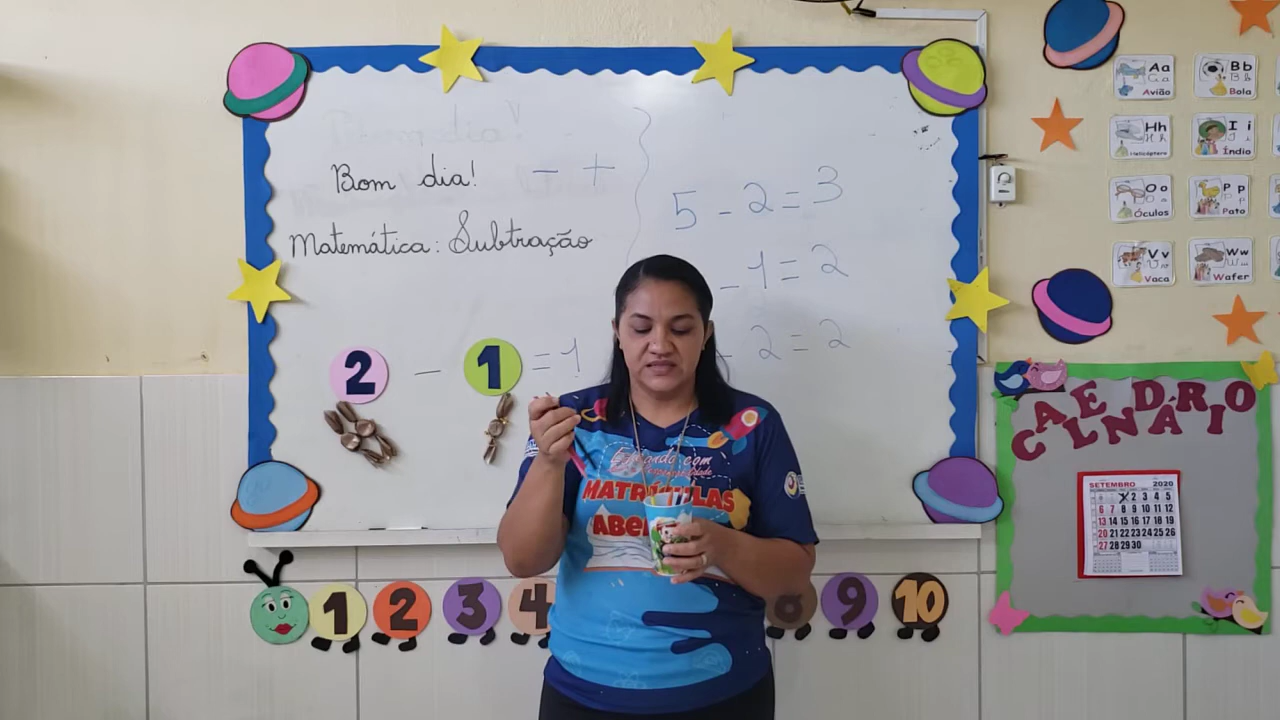 Bom dia! - +
Matemática: Subtração
5 - 2 = 3
- 1 = 2
- 2 = 2
2 - 1 = 1
MATRÍCULAS
1 2 3 4 9 10
Aa
Avião
Bb
Bola
Hh
Helicóptero
Ii
Índio
Oo
Óculos
Pp
Pato
Vv
Vaca
Ww
Wafer
CALENDÁRIO
SETEMBRO 2020